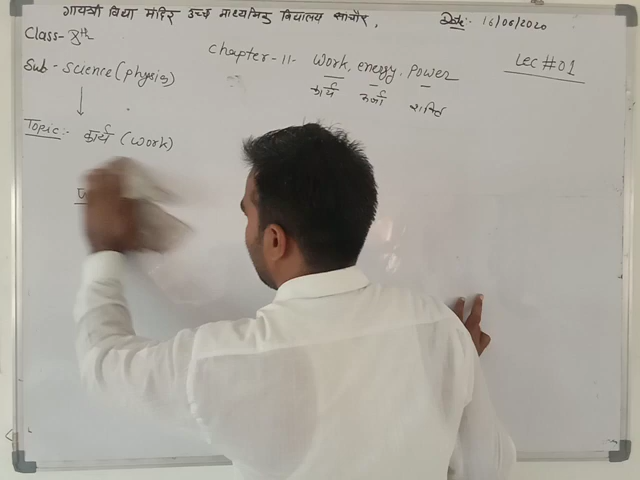 गायत्री विद्या मंदिर उच्च माध्यमिक विद्यालय सांचौर,
Date:- 16/06/2020
Class- 8th
Chapter-11- Work, energy, power
Lec #01
Sub - Science (physics)
कार्य ऊर्जा शक्ति
Topic:- कार्य (work)